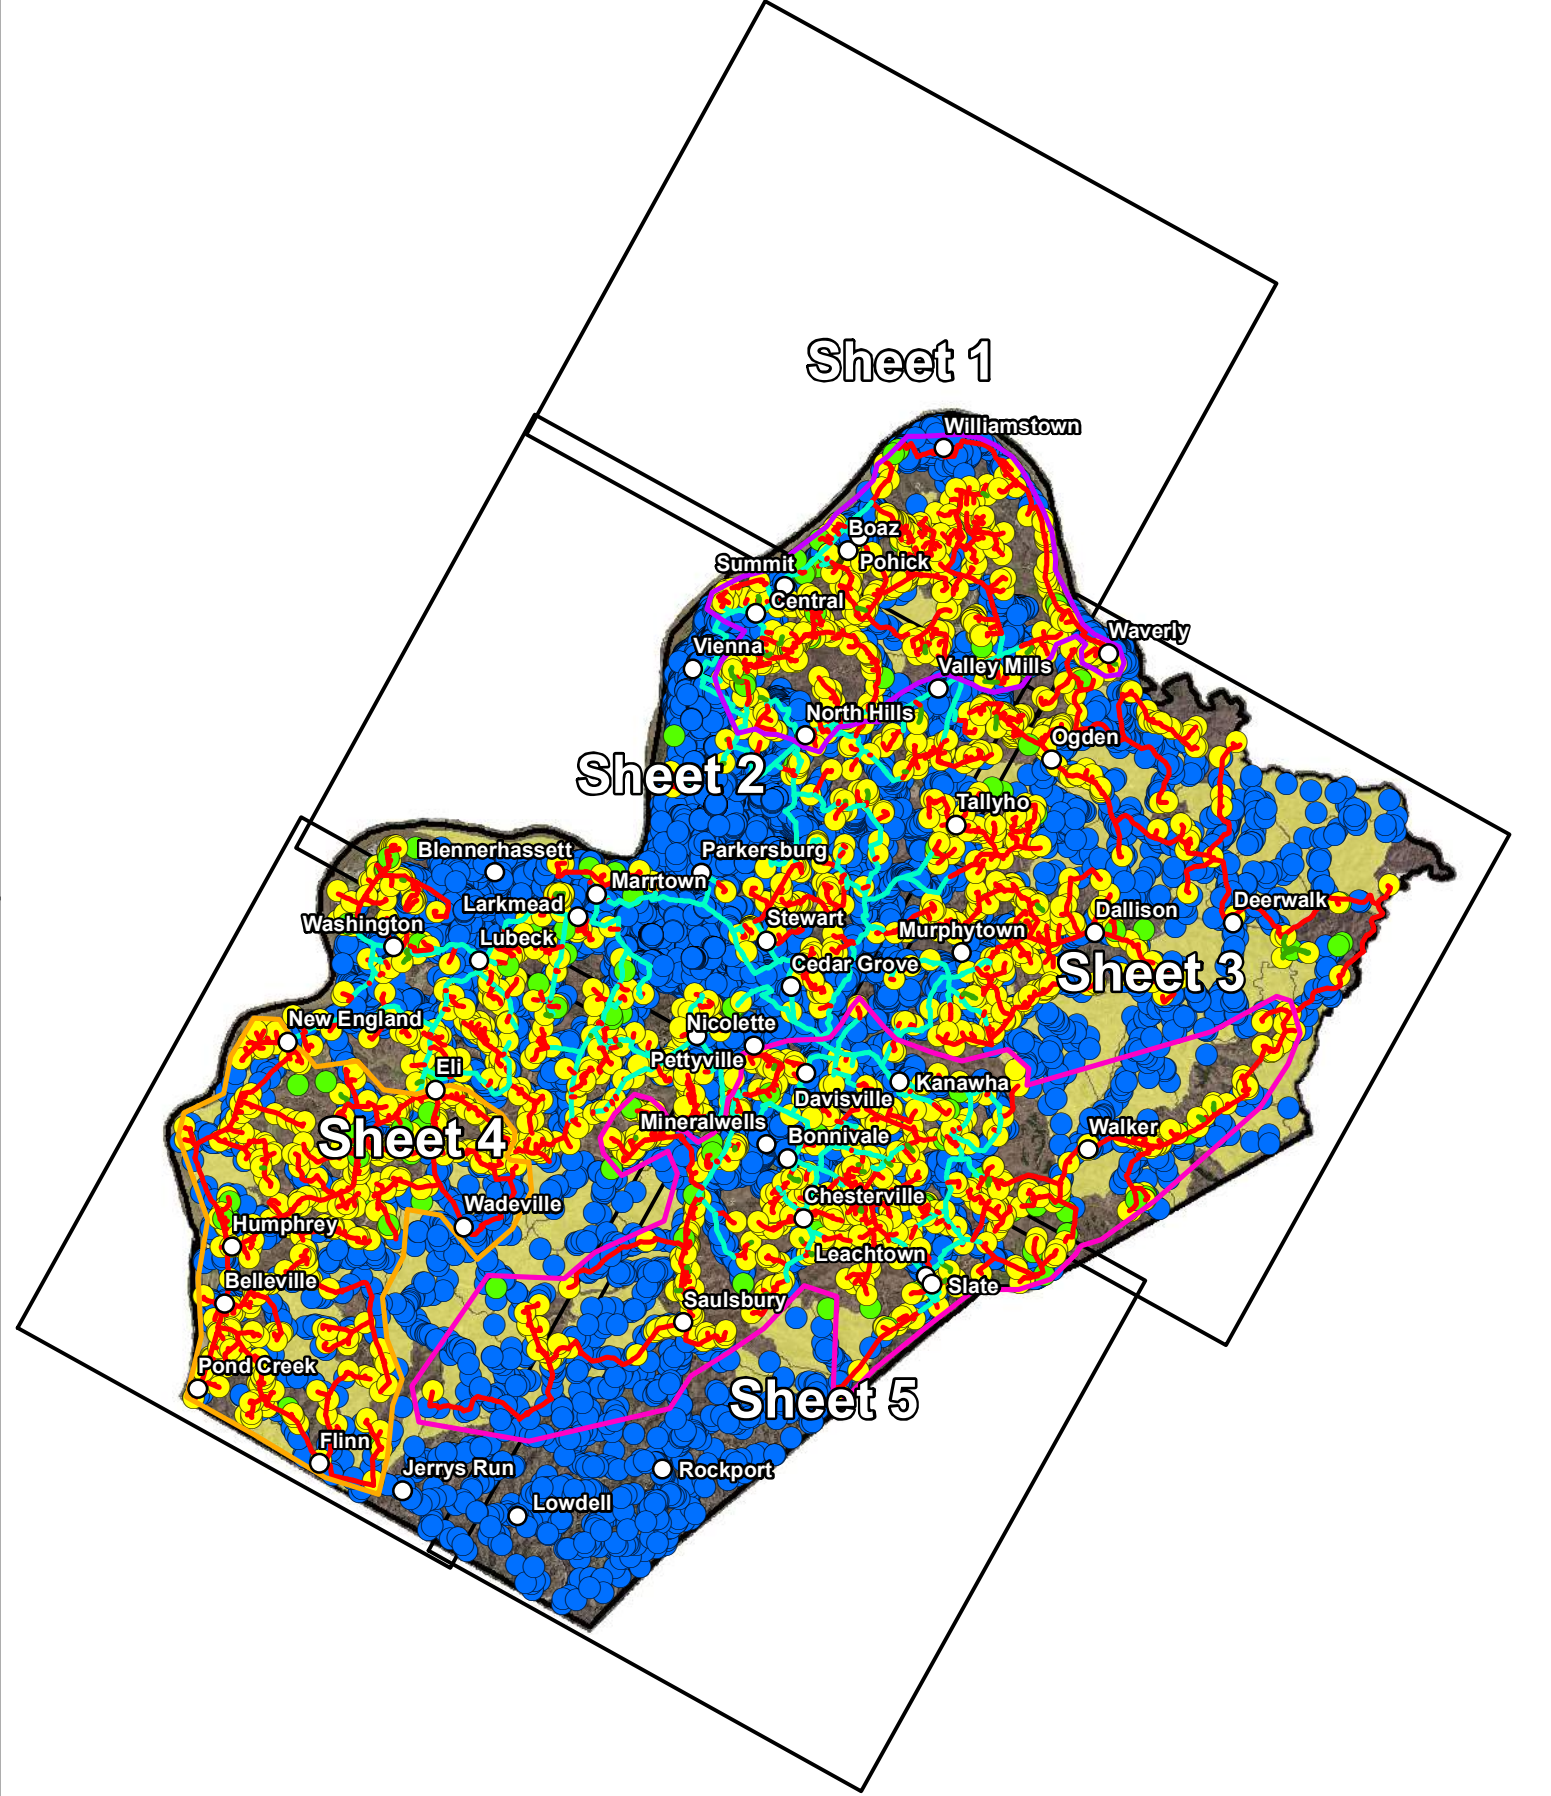 Sheet 1
Williamstown
Boaz
Pohick
Summit
Central
Waverly
Vienna
Valley Mills
North Hills
Ogden
Sheet 2
Tallyho
Blennerhassett
Parkersburg
Marrtown
Larkmead
Deerwalk
Dallison
Stewart
Washington
Murphytown
Lubeck
Cedar Grove
Sheet 3
New England
Nicolette
Pettyville
Eli
Kanawha
Davisville
Mineralwells
Walker
Sheet 4
Bonnivale
Chesterville
Wadeville
Humphrey
Leachtown
Belleville
Slate
Saulsbury
Pond Creek
Sheet 5
Flinn
Jerrys Run
Rockport
Lowdell